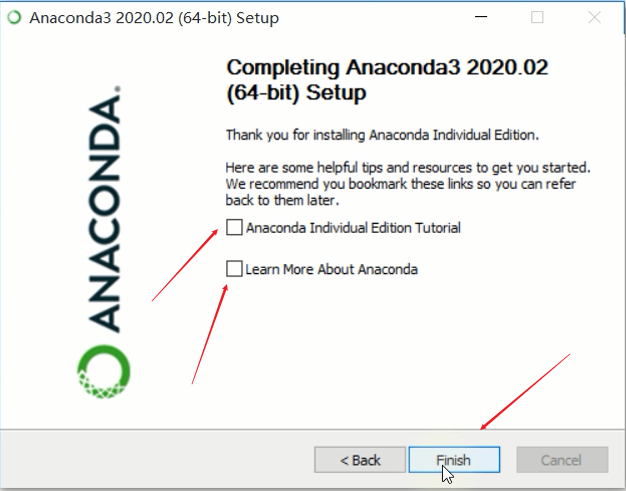 Anaconda3 2020.02 (64-bit) Setup
ANACONDA.
Completing Anaconda3 2020.02
(64-bit) Setup
Thank you for installing Anaconda Individual Edition.
Here are some helpful tips and resources to get you started.
We recommend you bookmark these links so you can refer
back to them later.
Anaconda Individual Edition Tutorial
Learn More About Anaconda
< Back
Finish
Cancel